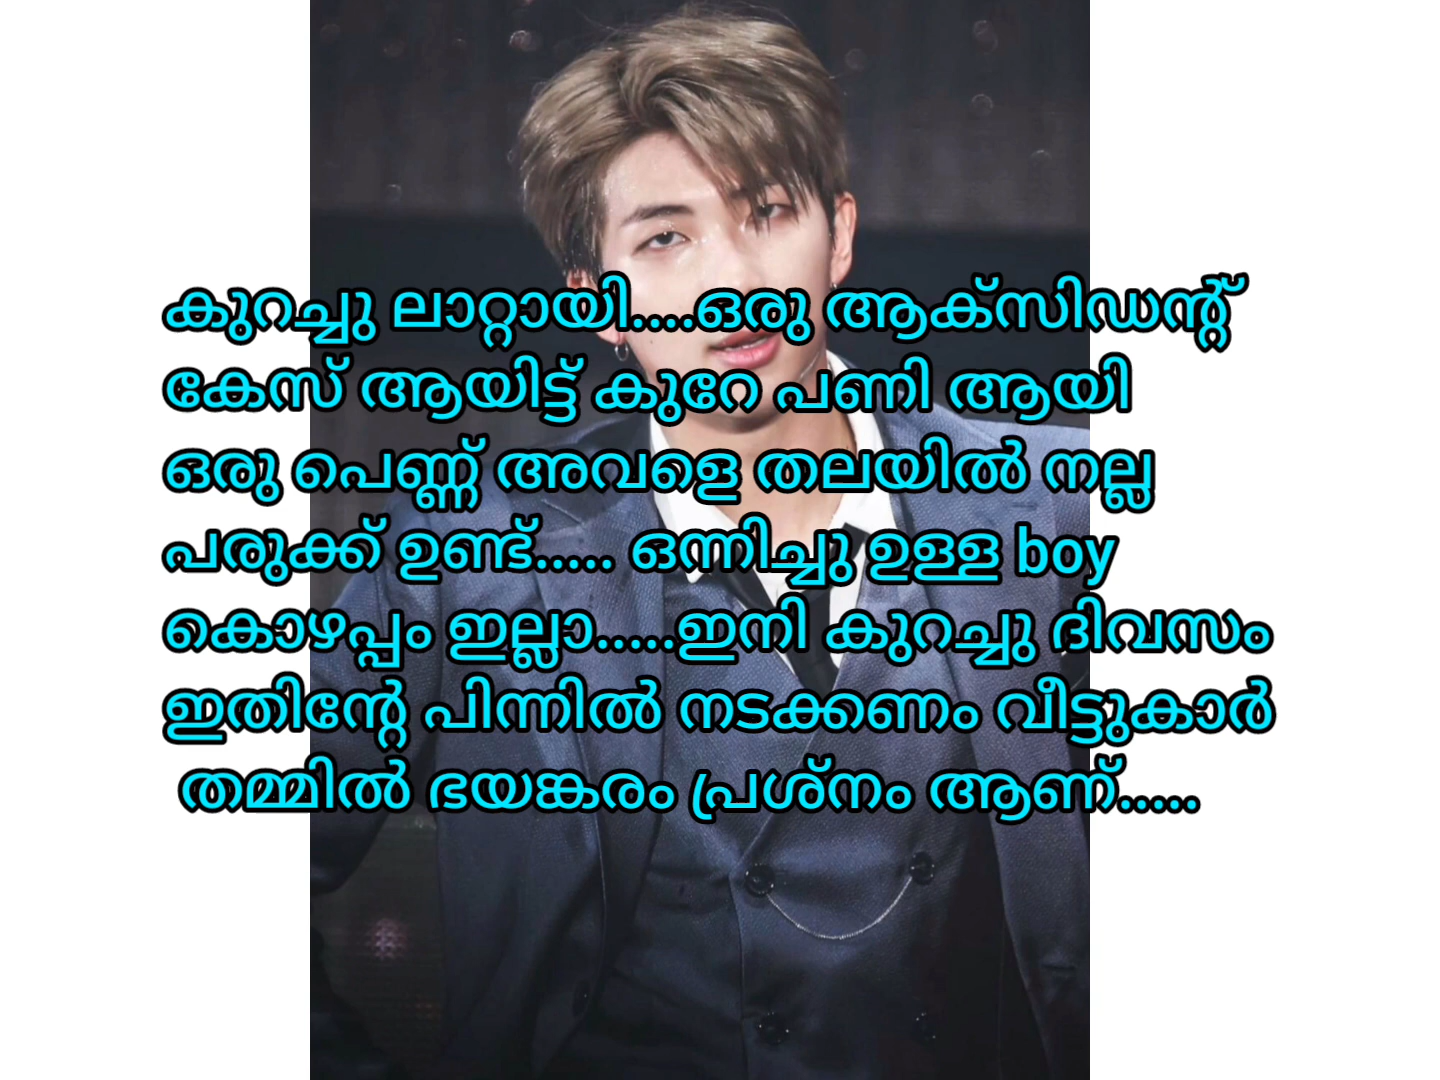 കുറച്ചു ലാറ്റായി....ഒരു ആക്സിഡന്റ്
കേസ് ആയിട്ട് കുറേ പണി ആയി
ഒരു പെണ്ണ് അവളെ തലയിൽ നല്ല
പരുക്ക് ഉണ്ട്..... ഒന്നിച്ചു ഉള്ള boy
കൊഴപ്പം ഇല്ലാ.....ഇനി കുറച്ചു ദിവസം
ഇതിന്റേ പിന്നിൽ നടക്കണം വീട്ടുകാർ
തമ്മിൽ ഭയങ്കരം പ്രശ്നം ആണ്.....